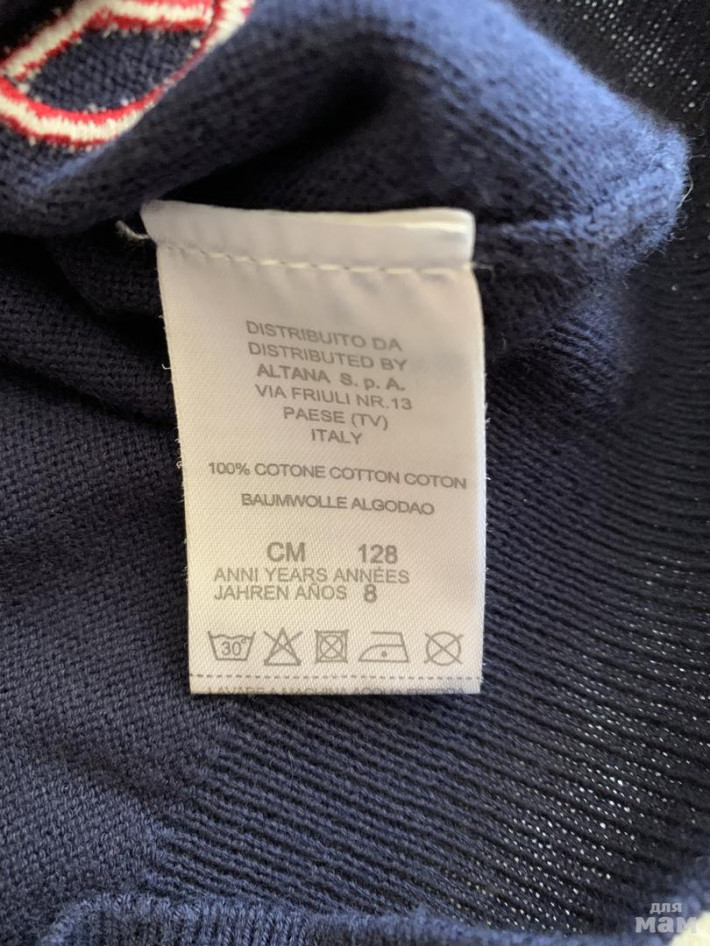 DISTRIBUITO DA
DISTRIBUTED BY
ALTANA S. p. A.
VIA FRIULI NR.13
PAESE (TV)
ITALY
100% COTONE COTTON COTON
BAUMWOLLE ALGODAO
CM 128
ANNI YEARS ANNÉES
JAHREN AÑOS 8
30°
для
мам